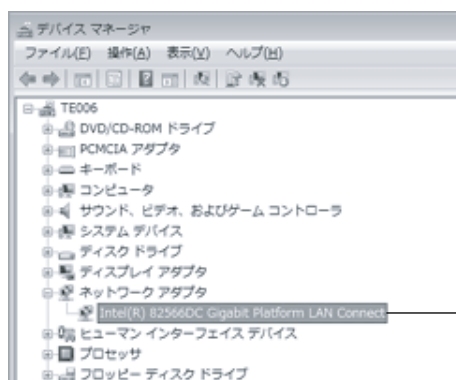 デバイス マネージャ
ファイル(F) 操作(A) 表示(V) ヘルプ(H)
TE006
DVD/CD-ROM ドライブ
PCMCIA アダプタ
キーボード
コンピュータ
サウンド、ビデオ、およびゲーム コントローラ
システム デバイス
ディスク ドライブ
ディスプレイ アダプタ
ネットワーク アダプタ
Intel(R) 82566DC Gigabit Platform LAN Connect
ヒューマン インターフェイス デバイス
プロセッサ
フロッピー ディスク ドライブ